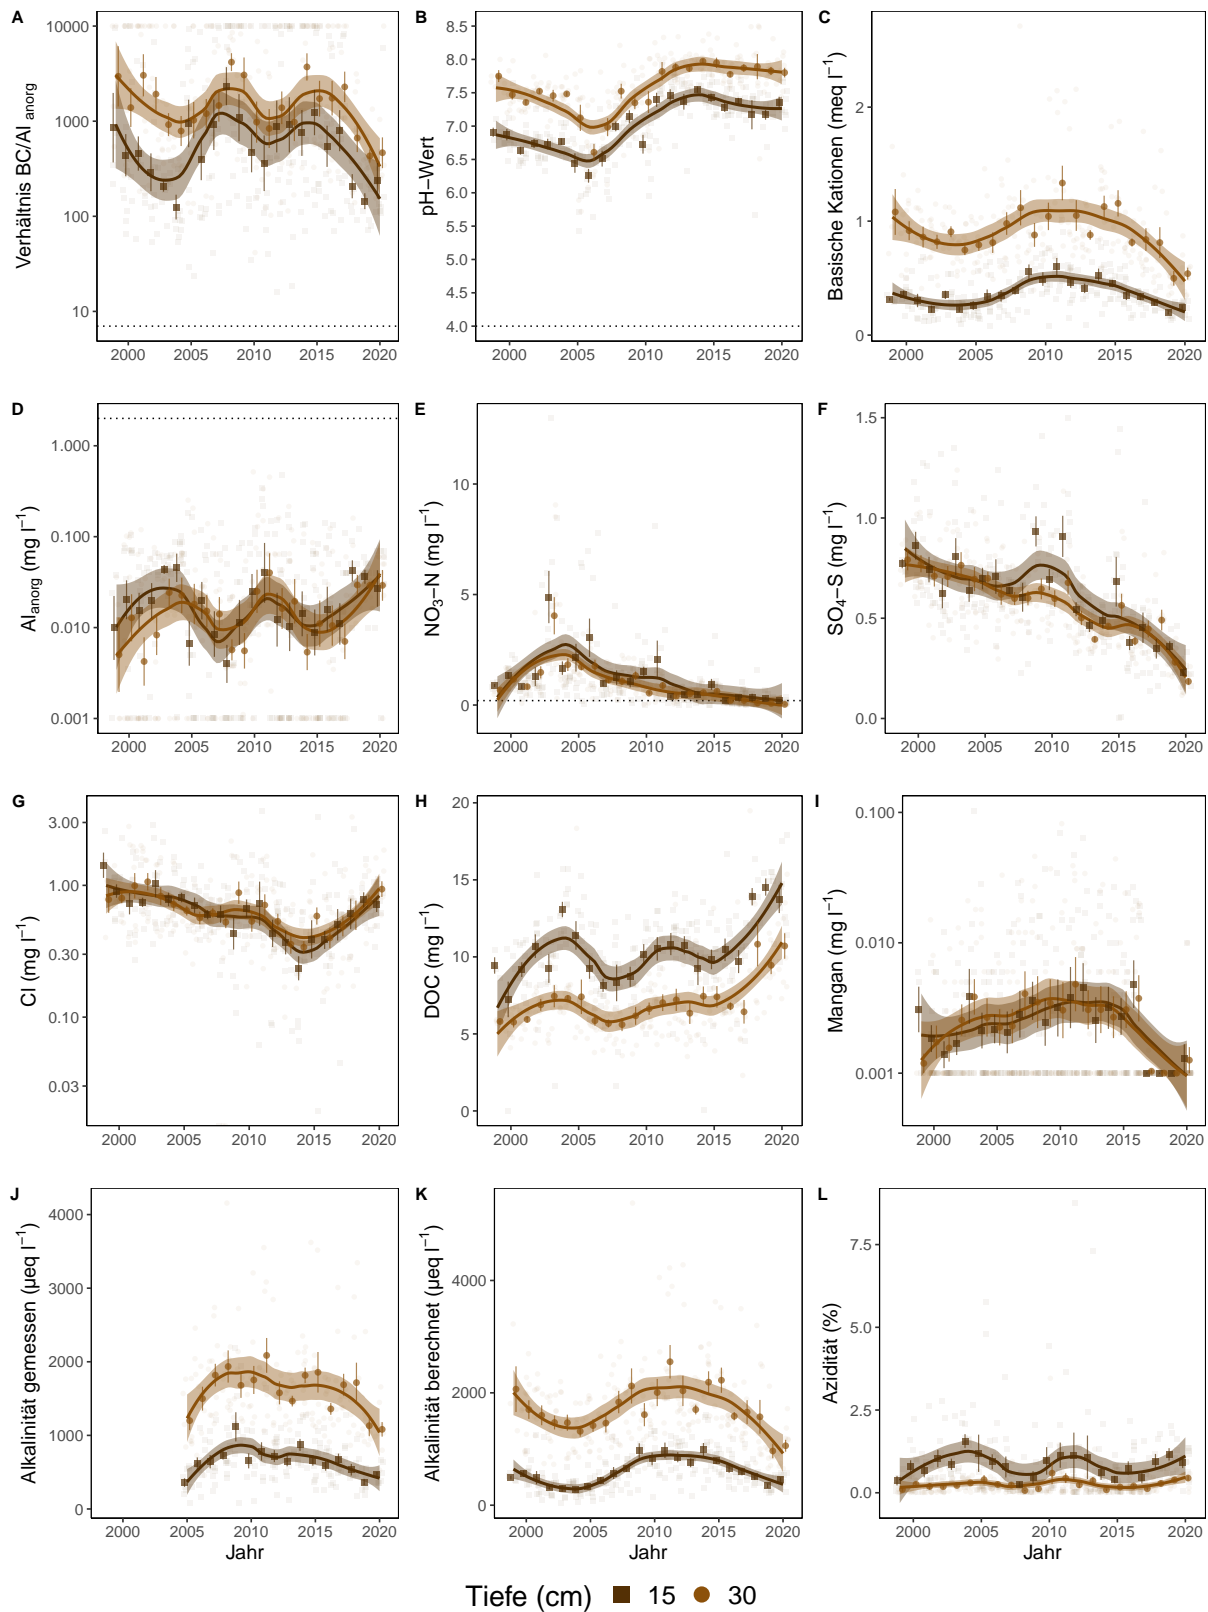 A
Verhältnis BC/Al anorg
10000
1000
100
10
2000 2005 2010 2015 2020
B
pH−Wert
8.5
8.0
7.5
7.0
6.5
6.0
5.5
5.0
4.5
4.0
2000 2005 2010 2015 2020
C
Basische Kationen (meq l−1)
2
1
0
2000 2005 2010 2015 2020
D
Alanorg (mg l−1)
1.000
0.100
0.010
0.001
2000 2005 2010 2015 2020
E
NO3−N (mg l−1)
10
5
0
2000 2005 2010 2015 2020
F
SO4−S (mg l−1)
1.5
1.0
0.5
0.0
2000 2005 2010 2015 2020
G
Cl (mg l−1)
3.00
1.00
0.30
0.10
0.03
2000 2005 2010 2015 2020
H
DOC (mg l−1)
20
15
10
5
0
2000 2005 2010 2015 2020
I
Mangan (mg l−1)
0.100
0.010
0.001
2000 2005 2010 2015 2020
J
Alkalinität gemessen (µeq l−1)
4000
3000
2000
1000
0
2000 2005 2010 2015 2020
Jahr
K
Alkalinität berechnet (µeq l−1)
4000
2000
0
2000 2005 2010 2015 2020
Jahr
L
Azidität (%)
7.5
5.0
2.5
0.0
2000 2005 2010 2015 2020
Jahr
Tiefe (cm) 15 30